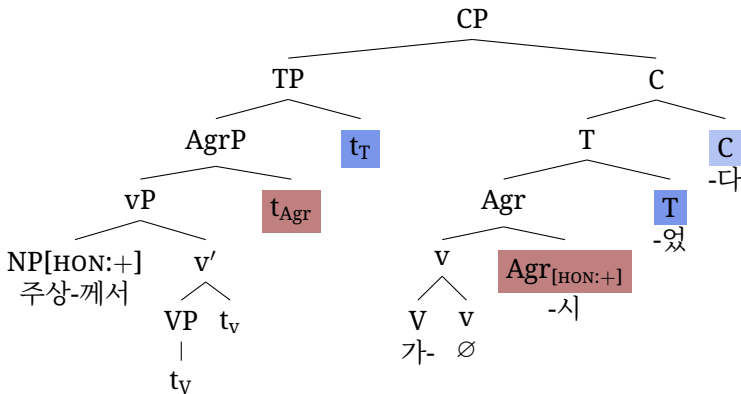 CP
TP C
AgrP t_T T C
-다
vP t_Agr Agr T
-었
NP[HON:+] v′ v Agr[HON:+]
주상-께서 -시
VP t_v V v
가- ∅
t_V